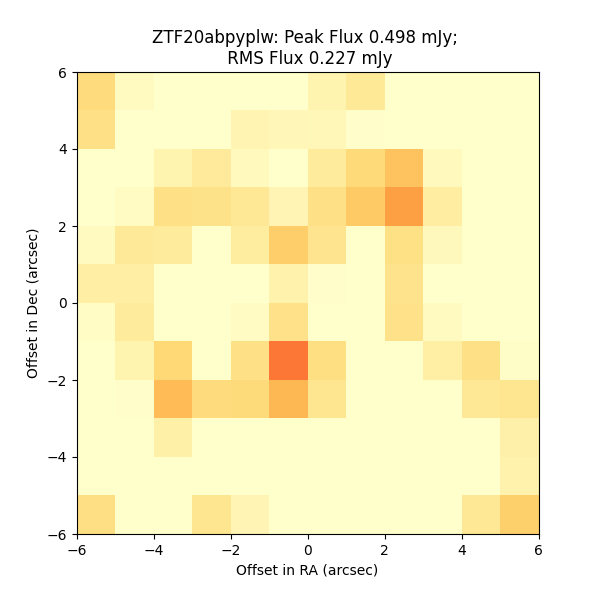 ZTF20abpyplw: Peak Flux 0.498 mJy;
RMS Flux 0.227 mJy
6
4
2
0
−2
−4
−6
Offset in Dec (arcsec)
−6 −4 −2 0 2 4 6
Offset in RA (arcsec)